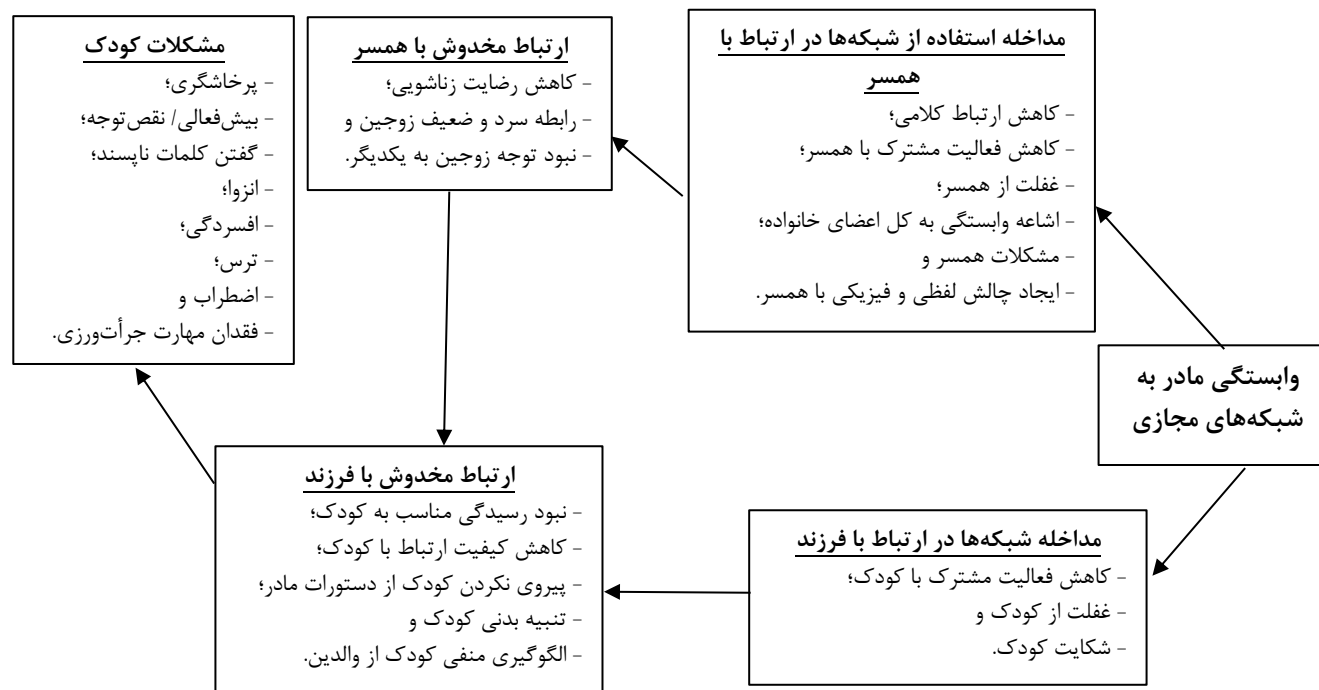 مداخله استفاده از شبکه‌ها در ارتباط با
همسر
- کاهش ارتباط کلامی؛
- کاهش فعالیت مشترک با همسر؛
- غفلت از همسر؛
- اشاعه وابستگی به کل اعضای خانواده؛
- مشکلات همسر و
- ایجاد چالش لفظی و فیزیکی با همسر.
ارتباط مخدوش با همسر
- کاهش رضایت زناشویی؛
- رابطه سرد و ضعیف زوجین و
- نبود توجه زوجین به یکدیگر.
مشکلات کودک
- پرخاشگری؛
- بیش‌فعالی/ نقص‌توجه؛
- گفتن کلمات ناپسند؛
- انزوا؛
- افسردگی؛
- ترس؛
- اضطراب و
- فقدان مهارت جرأت‌ورزی.
وابستگی مادر به
شبکه‌های مجازی
مداخله شبکه‌ها در ارتباط با فرزند
- کاهش فعالیت مشترک با کودک؛
- غفلت از کودک و
- شکایت کودک.
ارتباط مخدوش با فرزند
- نبود رسیدگی مناسب به کودک؛
- کاهش کیفیت ارتباط با کودک؛
- پیروی نکردن کودک از دستورات مادر؛
- تنبیه بدنی کودک و
- الگوگیری منفی کودک از والدین.